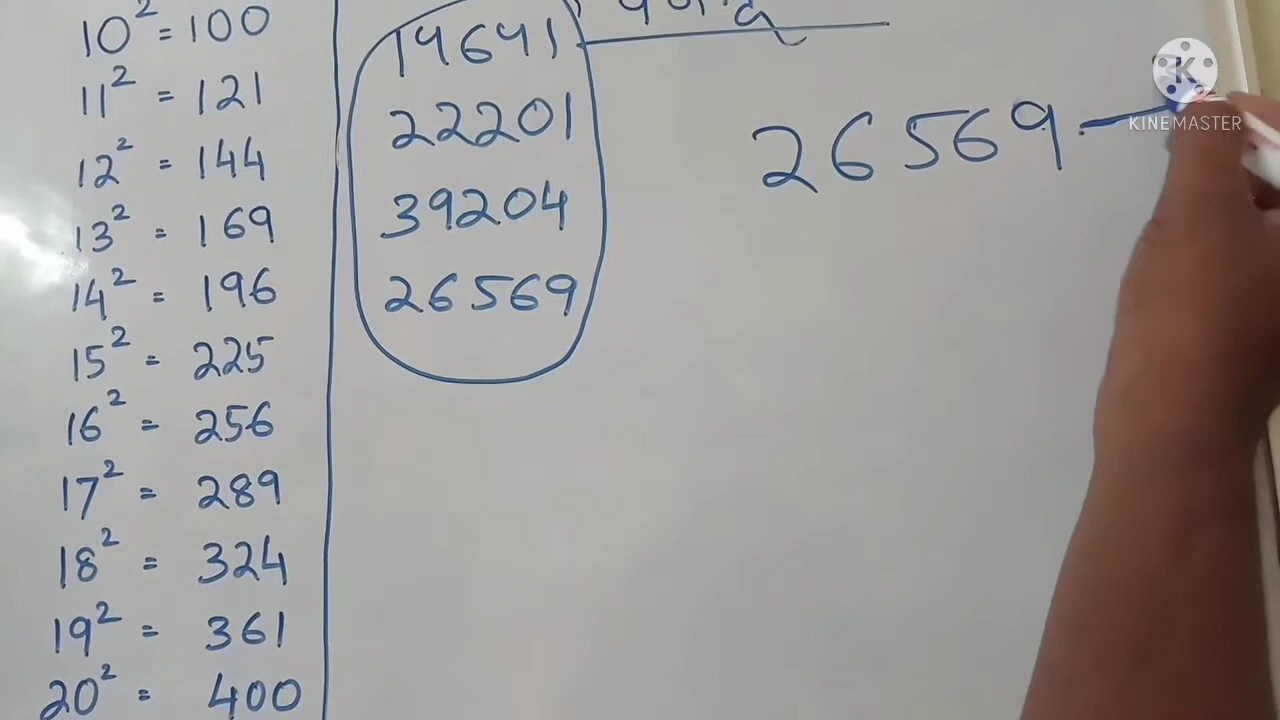 10² = 100
11² = 121
12² = 144
13² = 169
14² = 196
15² = 225
16² = 256
17² = 289
18² = 324
19² = 361
20² = 400
14641
22201
39204
26569
26569 —
KINEMASTER